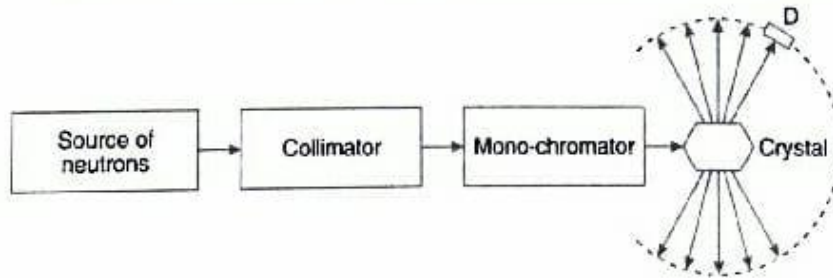 D
Source of
neutrons
Collimator
Mono-chromator
Crystal